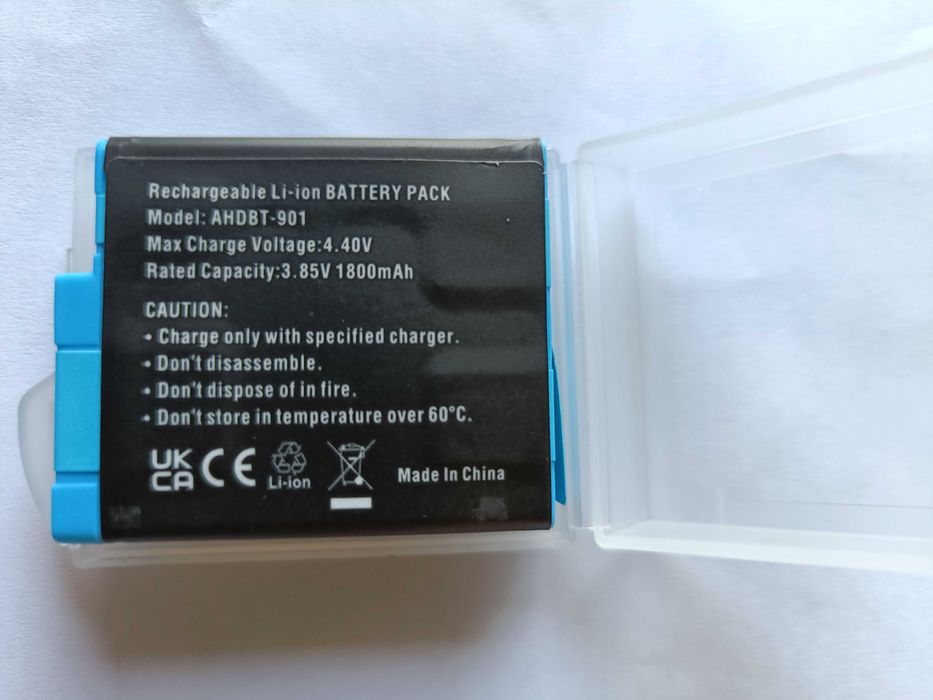 Rechargeable Li-ion BATTERY PACK
Model: AHDBT-901
Max Charge Voltage:4.40V
Rated Capacity:3.85V 1800mAh
CAUTION:
• Charge only with specified charger.
• Don't disassemble.
• Don't dispose of in fire.
• Don't store in temperature over 60°C.
UK
CA CE Li-ion Made In China